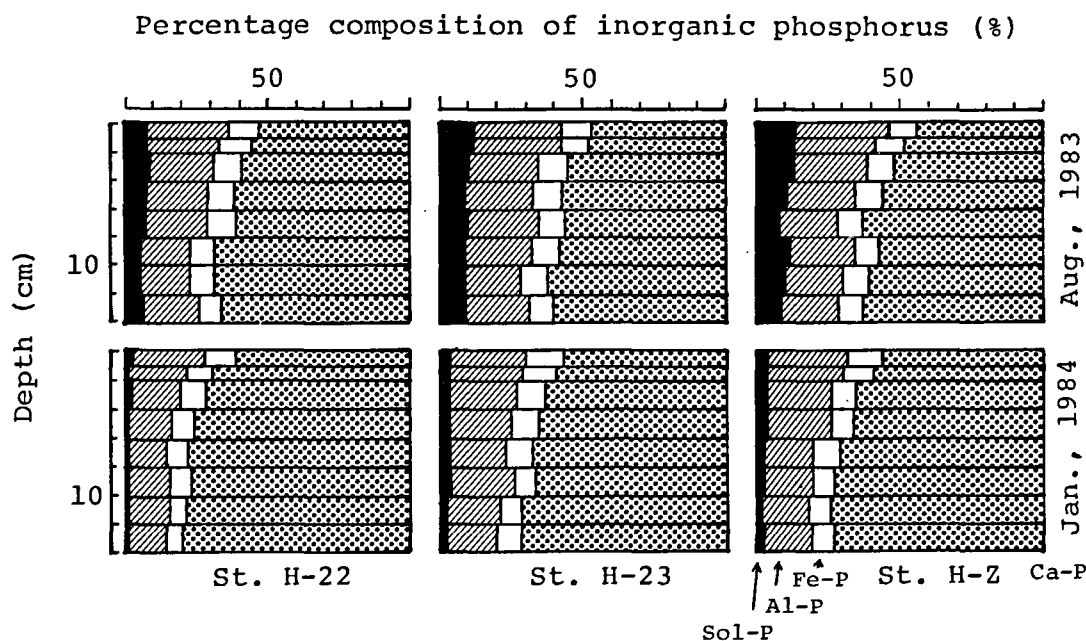 Percentage composition of inorganic phosphorus (%)
50 50 50
Depth (cm)
10
Aug., 1983
10
Jan., 1984
St. H-22 St. H-23 St. H-Z Ca-P
Fe-P
Al-P
Sol-P